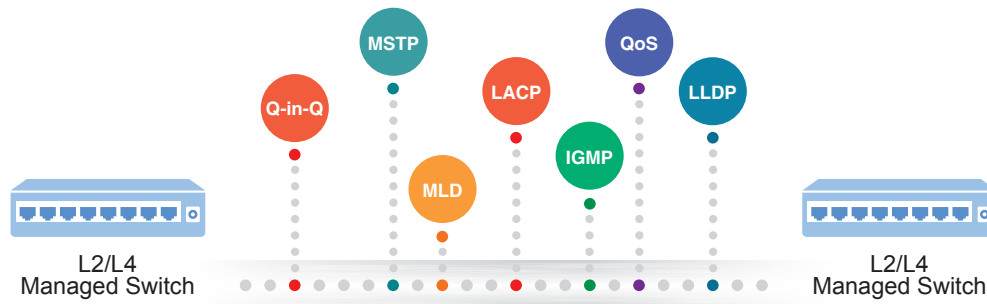 MSTP
QoS
Q-in-Q
LACP
LLDP
IGMP
MLD
L2/L4
Managed Switch
L2/L4
Managed Switch